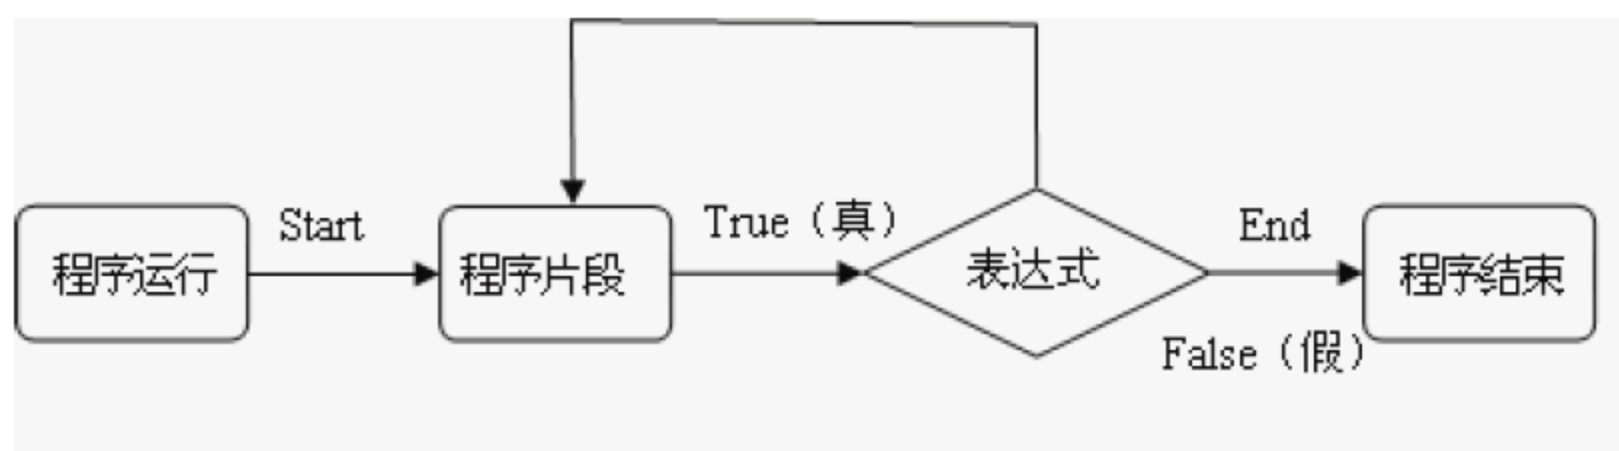 程序运行
Start
程序片段
True（真）
表达式
End
False（假）
程序结束